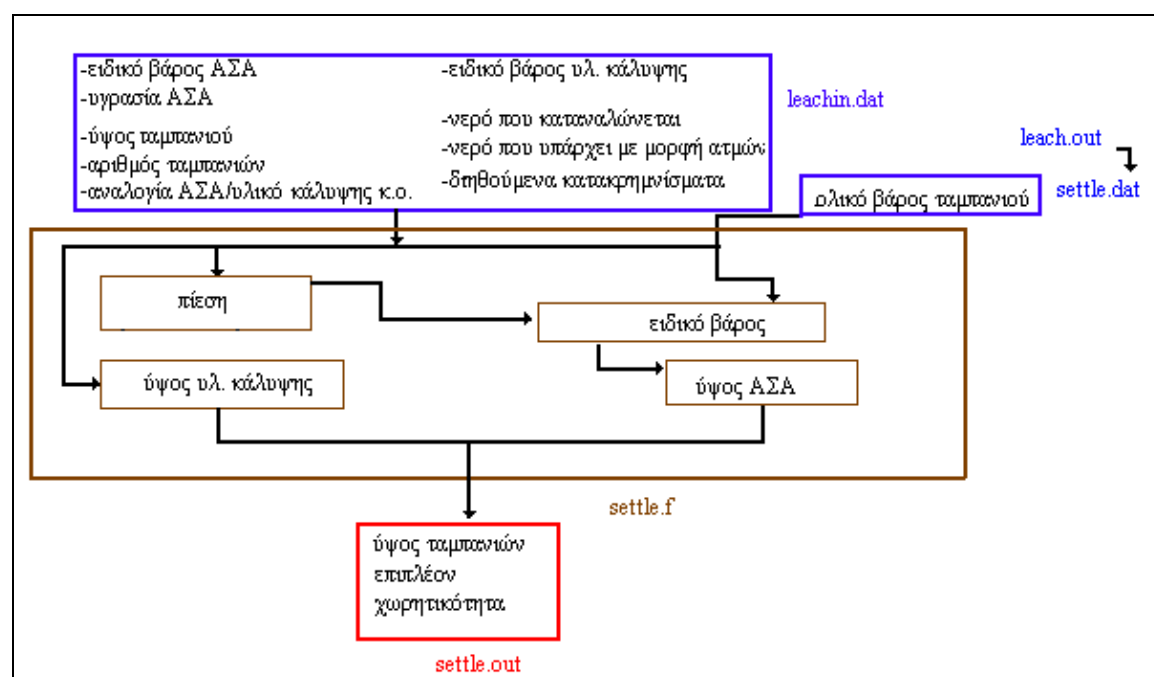 -ειδικό βάρος ΑΣΑ
-υγρασία ΑΣΑ
-ύψος ταμπανιού
-αριθμός ταμπανιών
-αναλογία ΑΣΑ/υλικό κάλυψης κ.ο.
-ειδικό βάρος υλ. κάλυψης
-νερό που καταναλώνεται
-νερό που υπάρχει με μορφή ατμών
-διηθούμενα κατακρημνίσματα
leachin.dat
leach.out
settle.dat
ολικό βάρος ταμπανιού
πίεση
ειδικό βάρος
ύψος υλ. κάλυψης
ύψος ΑΣΑ
settle.f
ύψος ταμπανιών
επιπλέον
χωρητικότητα
settle.out